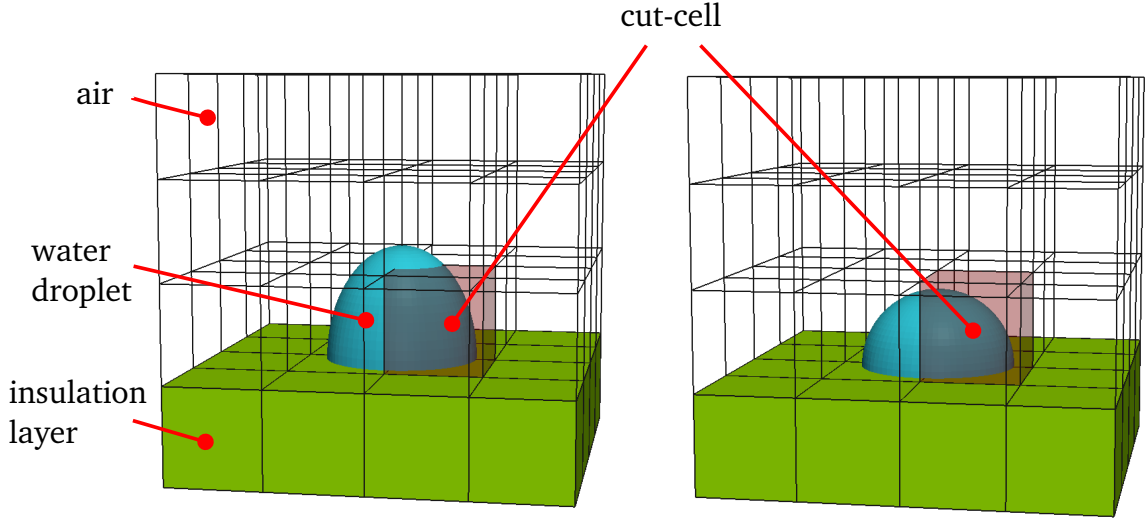 cut-cell
air
water
droplet
insulation
layer